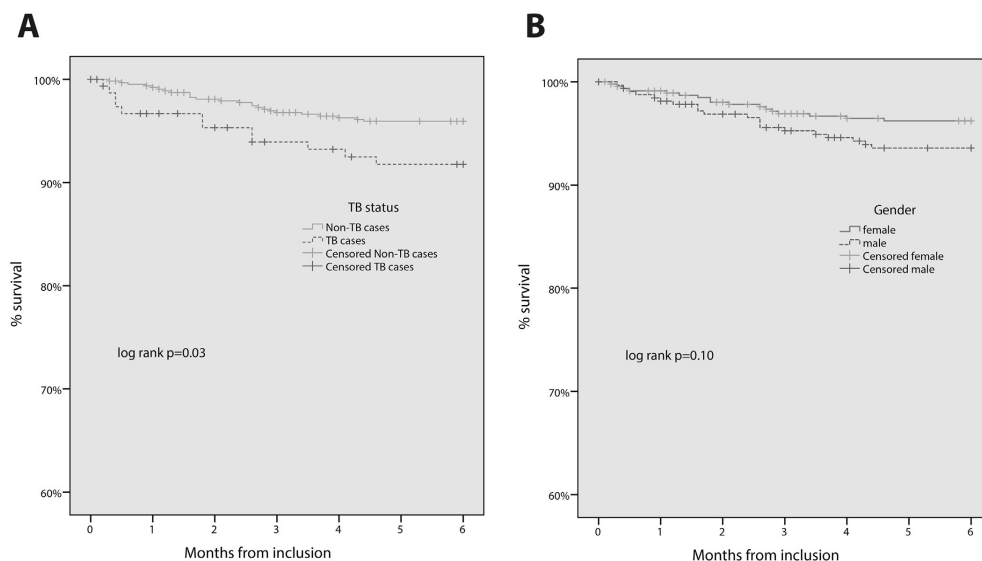 A
100%
90%
80%
70%
60%
% survival
TB status
Non-TB cases
TB cases
Censored Non-TB cases
Censored TB cases
log rank p=0.03
0 1 2 3 4 5 6
Months from inclusion
B
100%
90%
80%
70%
60%
% survival
Gender
female
male
Censored female
Censored male
log rank p=0.10
0 1 2 3 4 5 6
Months from inclusion